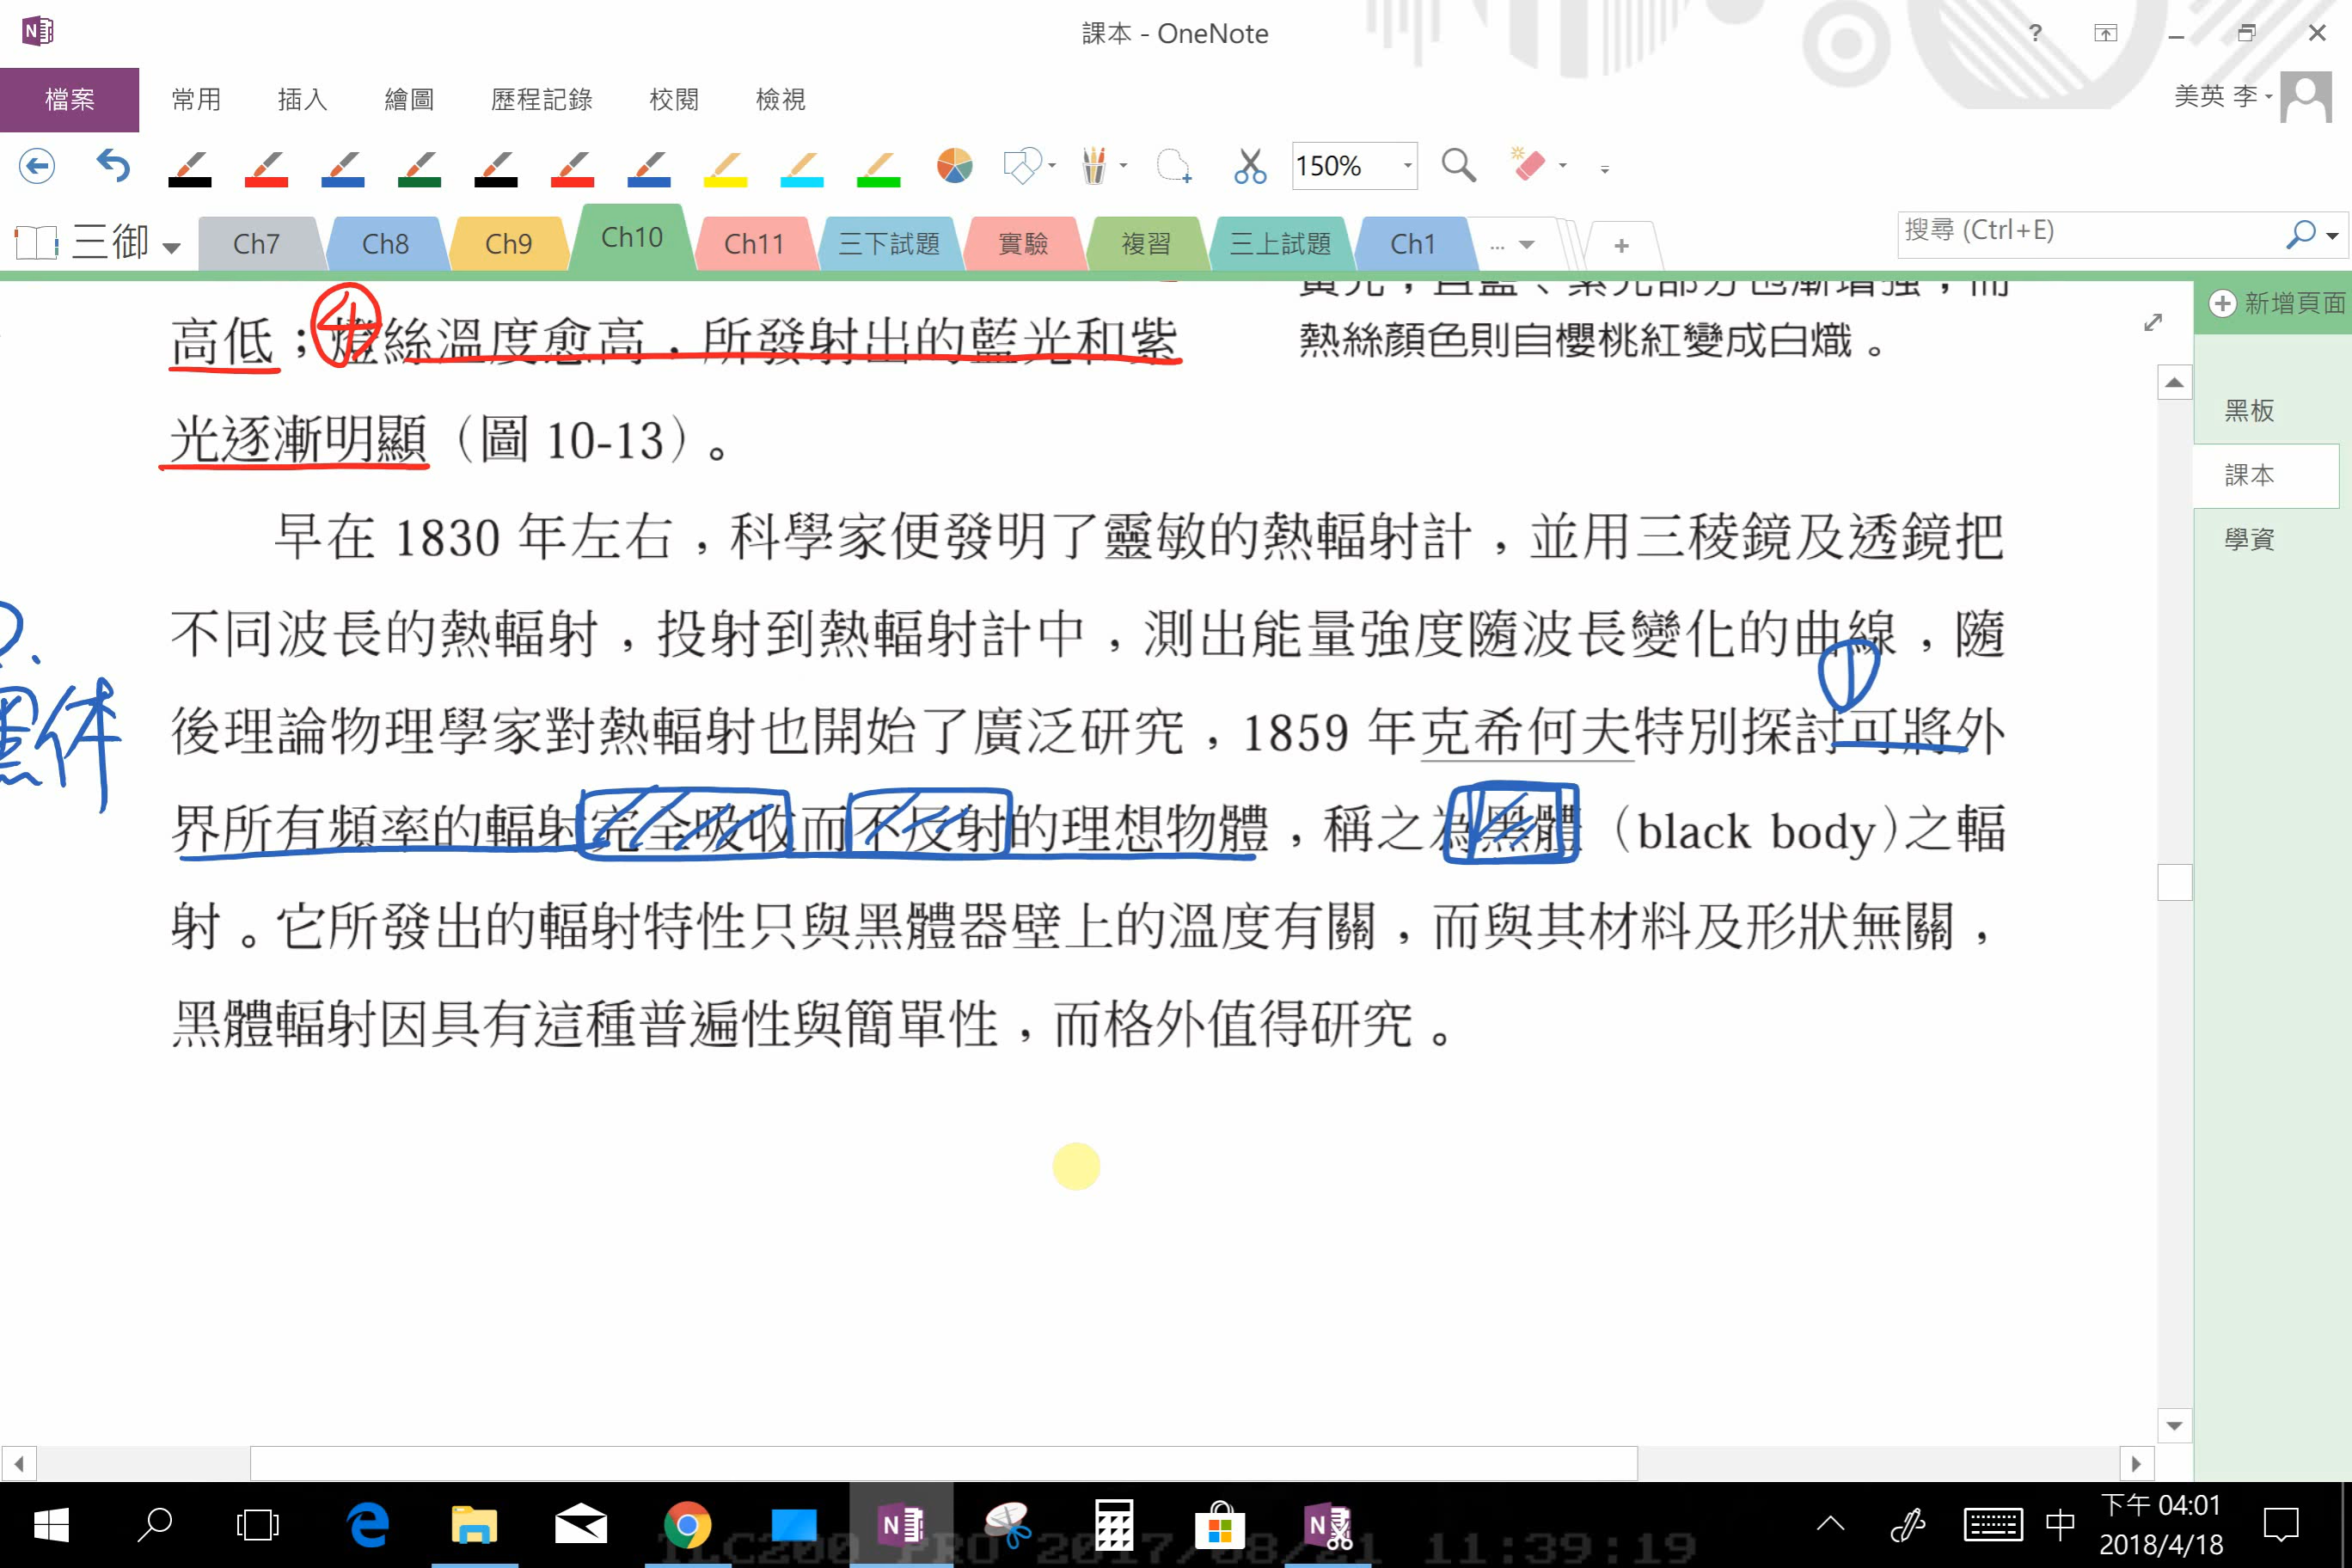 課本 - OneNote
檔案 常用 插入 繪圖 歷程記錄 校閱 檢視 美英 李
150%
三御 Ch7 Ch8 Ch9 Ch10 Ch11 三下試題 實驗 複習 三上試題 Ch1 ... + 搜尋 (Ctrl+E)
新增頁面
黑板
課本
學資
熱絲顏色則自櫻桃紅變成白熾。
④
高低；燈絲溫度愈高，所發射出的藍光和紫
光逐漸明顯（圖 10-13）。
早在 1830 年左右，科學家便發明了靈敏的熱輻射計，並用三稜鏡及透鏡把
不同波長的熱輻射，投射到熱輻射計中，測出能量強度隨波長變化的曲線，隨
①
黑体
後理論物理學家對熱輻射也開始了廣泛研究，1859 年克希何夫特別探討可將外
界所有頻率的輻射完全吸收而不反射的理想物體，稱之為黑體（black body)之輻
射。它所發出的輻射特性只與黑體器壁上的溫度有關，而與其材料及形狀無關，
黑體輻射因具有這種普遍性與簡單性，而格外值得研究。
中 下午 04:01
2018/4/18
ILC200 PRO 2017/08/21 11:39:19